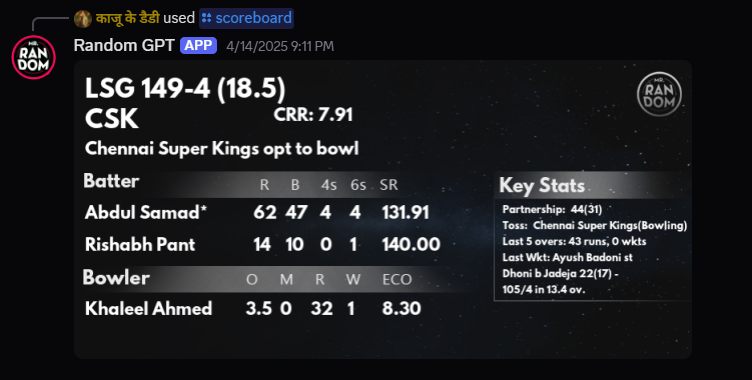 काजू के डैडी used scoreboard
Random GPT APP 4/14/2025 9:11 PM
MR. RAN DOM
LSG 149-4 (18.5)
CSK CRR: 7.91
Chennai Super Kings opt to bowl
MR. RAN DOM
Batter R B 4s 6s SR
Abdul Samad* 62 47 4 4 131.91
Rishabh Pant 14 10 0 1 140.00
Bowler O M R W ECO
Khaleel Ahmed 3.5 0 32 1 8.30
Key Stats
Partnership: 44(31)
Toss: Chennai Super Kings(Bowling)
Last 5 overs: 43 runs, 0 wkts
Last Wkt: Ayush Badoni st
Dhoni b Jadeja 22(17) -
105/4 in 13.4 ov.